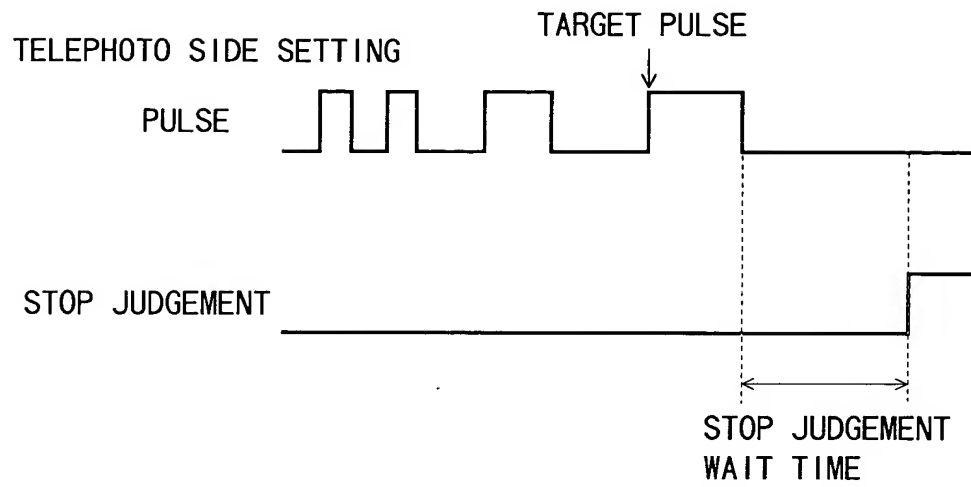 TARGET PULSE
TELEPHOTO SIDE SETTING
PULSE
STOP JUDGEMENT
STOP JUDGEMENT
WAIT TIME